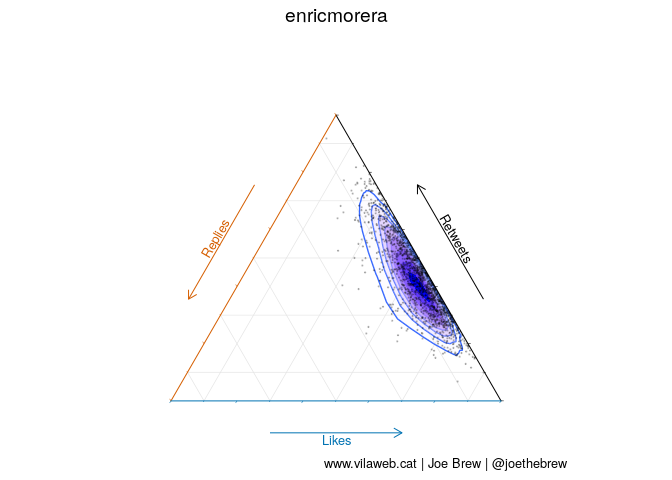 enricmorera
Replies
Retweets
Likes
www.vilaweb.cat | Joe Brew | @joethebrew